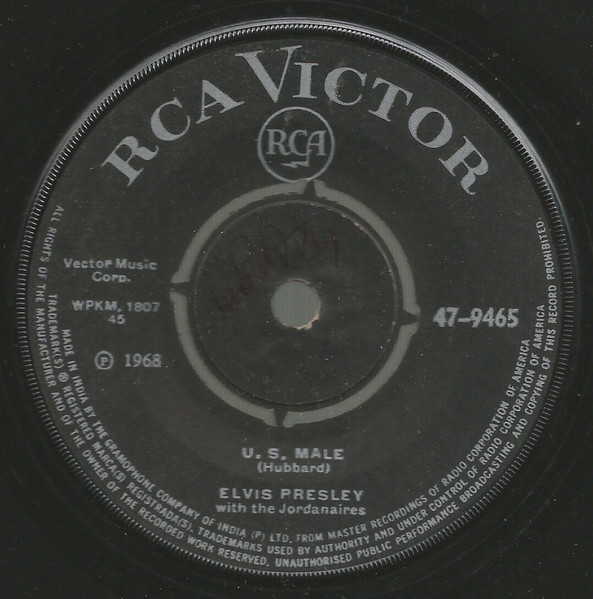 RCA VICTOR
RCA
Vector Music
Corp.
WPKM. 1807
45
47-9465
Ⓟ 1968
U. S. MALE
(Hubbard)
ELVIS PRESLEY
with the Jordanaires
MADE IN INDIA BY THE GRAMOPHONE COMPANY OF INDIA (P) LTD. FROM MASTER RECORDINGS OF RADIO CORPORATION OF AMERICA
TRADEMARK(S) ® REGISTERED MARCA(S) REGISTRADA(S). TRADEMARKS USED BY AUTHORITY AND UNDER CONTROL OF RADIO CORPORATION OF AMERICA
ALL RIGHTS OF THE MANUFACTURER AND OF THE OWNER OF THE RECORDED WORK RESERVED, UNAUTHORISED PUBLIC PERFORMANCE BROADCASTING AND COPYING OF THIS RECORD PROHIBITED.